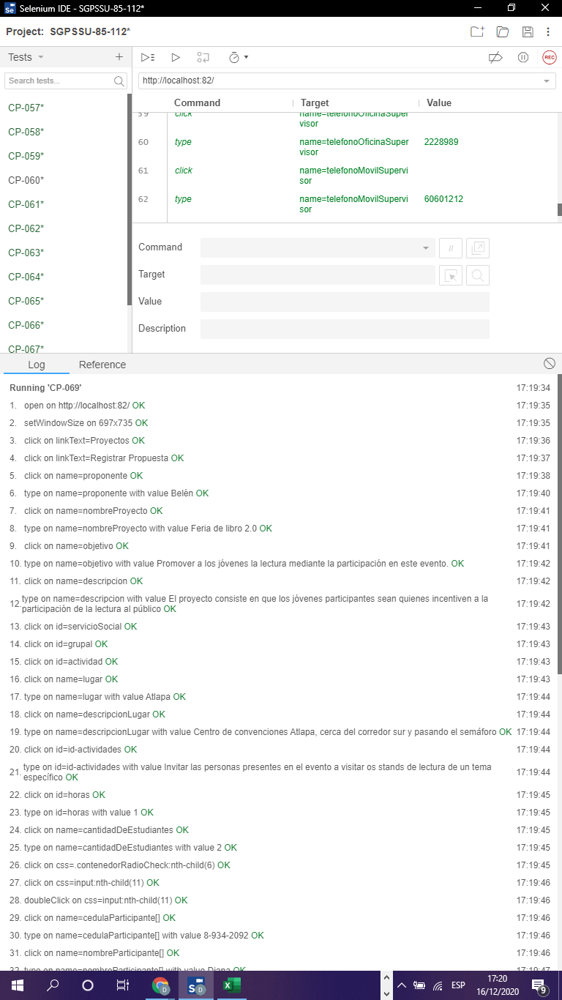 Selenium IDE - SGPSSU-85-112*
Project: SGPSSU-85-112*
Tests
Search tests...
CP-057*
CP-058*
CP-059*
CP-060*
CP-061*
CP-062*
CP-063*
CP-064*
CP-065*
CP-066*
CP-067*
REC
http://localhost:82/
Command Target Value
59 click name=telefonoOficinaSuper
visor
60 type name=telefonoOficinaSuper 2228989
visor
61 click name=telefonoMovilSupervi
sor
62 type name=telefonoMovilSupervi 60601212
sor
Command //
Target
Value
Description
Log Reference
Running 'CP-069' 17:19:34
1. open on http://localhost:82/ OK 17:19:35
2. setWindowSize on 697x735 OK 17:19:35
3. click on linkText=Proyectos OK 17:19:36
4. click on linkText=Registrar Propuesta OK 17:19:37
5. click on name=proponente OK 17:19:38
6. type on name=proponente with value Belén OK 17:19:40
7. click on name=nombreProyecto OK 17:19:41
8. type on name=nombreProyecto with value Feria de libro 2.0 OK 17:19:41
9. click on name=objetivo OK 17:19:41
10. type on name=objetivo with value Promover a los jóvenes la lectura mediante la participación en este evento. OK 17:19:42
11. click on name=descripcion OK 17:19:42
12. type on name=descripcion with value El proyecto consiste en que los jóvenes participantes sean quienes incentiven a la 17:19:42
participación de la lectura al público OK
13. click on id=servicioSocial OK 17:19:43
14. click on id=grupal OK 17:19:43
15. click on id=actividad OK 17:19:43
16. click on name=lugar OK 17:19:43
17. type on name=lugar with value Atlapa OK 17:19:44
18. click on name=descripcionLugar OK 17:19:44
19. type on name=descripcionLugar with value Centro de convenciones Atlapa, cerca del corredor sur y pasando el semáforo OK 17:19:44
20. click on id=id-actividades OK 17:19:44
21. type on id=id-actividades with value Invitar las personas presentes en el evento a visitar os stands de lectura de un tema 17:19:44
específico OK
22. click on id=horas OK 17:19:45
23. type on id=horas with value 1 OK 17:19:45
24. click on name=cantidadDeEstudiantes OK 17:19:45
25. type on name=cantidadDeEstudiantes with value 2 OK 17:19:45
26. click on css=.contenedorRadioCheck:nth-child(6) OK 17:19:45
27. click on css=input:nth-child(11) OK 17:19:46
28. doubleClick on css=input:nth-child(11) OK 17:19:46
29. click on name=cedulaParticipante[] OK 17:19:46
30. type on name=cedulaParticipante[] with value 8-934-2092 OK 17:19:46
31. click on name=nombreParticipante[] OK 17:19:46
32. type on name=nombreParticipante[] with value Diana OK 17:19:47
ESP
17:20
16/12/2020
9